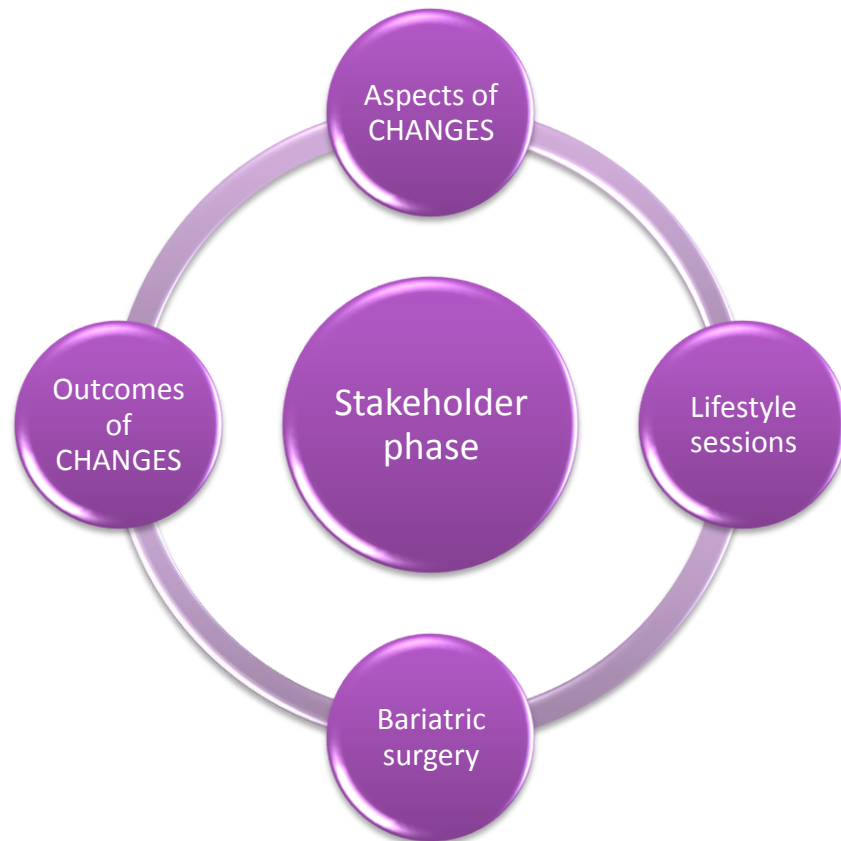 Aspects of
CHANGES
Outcomes
of
CHANGES
Stakeholder
phase
Lifestyle
sessions
Bariatric
surgery